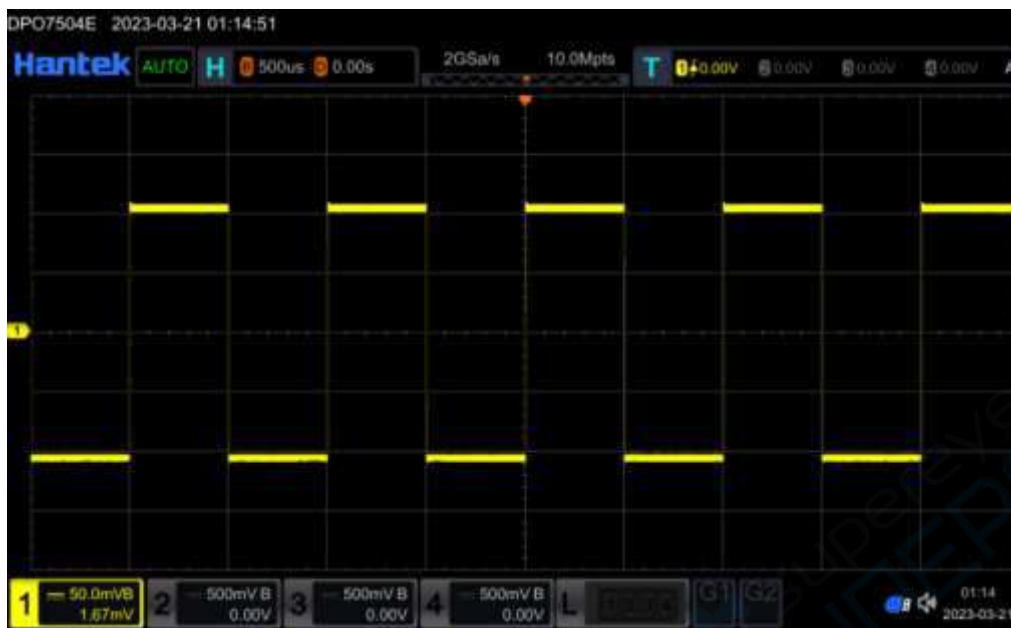 DPO7504E 2023-03-21 01:14:51
Hantek AUTO H 500us 0.00s 2GSa/s 10.0Mpts T 1 0.00V 0.00V 0.00V 0.00V A
1
1 50.0mVB 2 500mV B 3 500mV B 4 500mV B L G1 G2 01:14
1.67mV 0.00V 0.00V 0.00V 2023-03-21